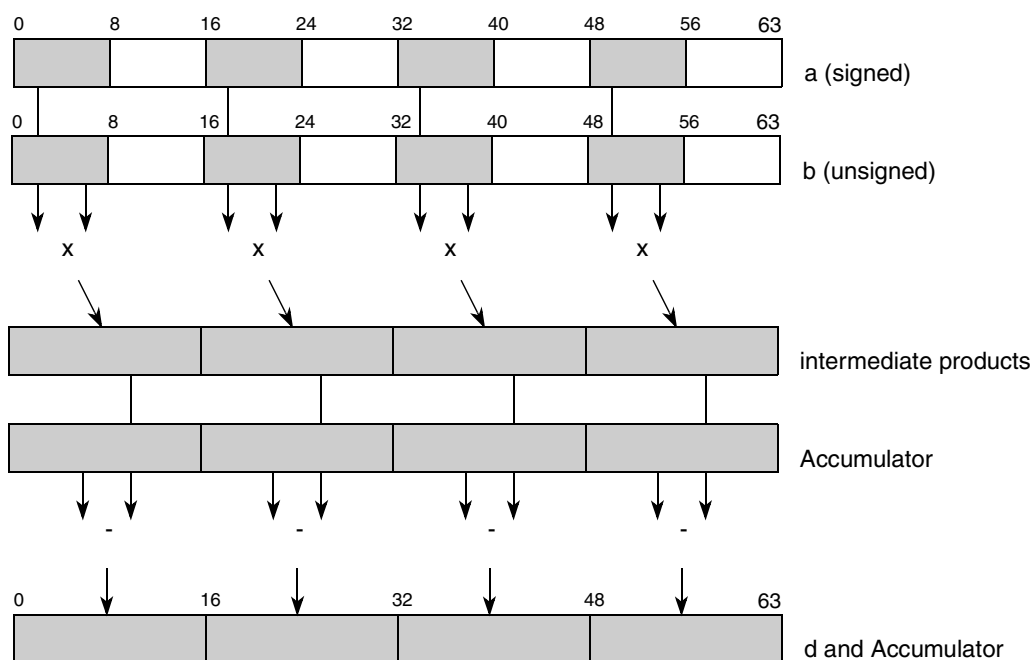 0 8 16 24 32 40 48 56 63
a (signed)
0 8 16 24 32 40 48 56 63
b (unsigned)
x x x x
intermediate products
Accumulator
- - - -
0 16 32 48 63
d and Accumulator